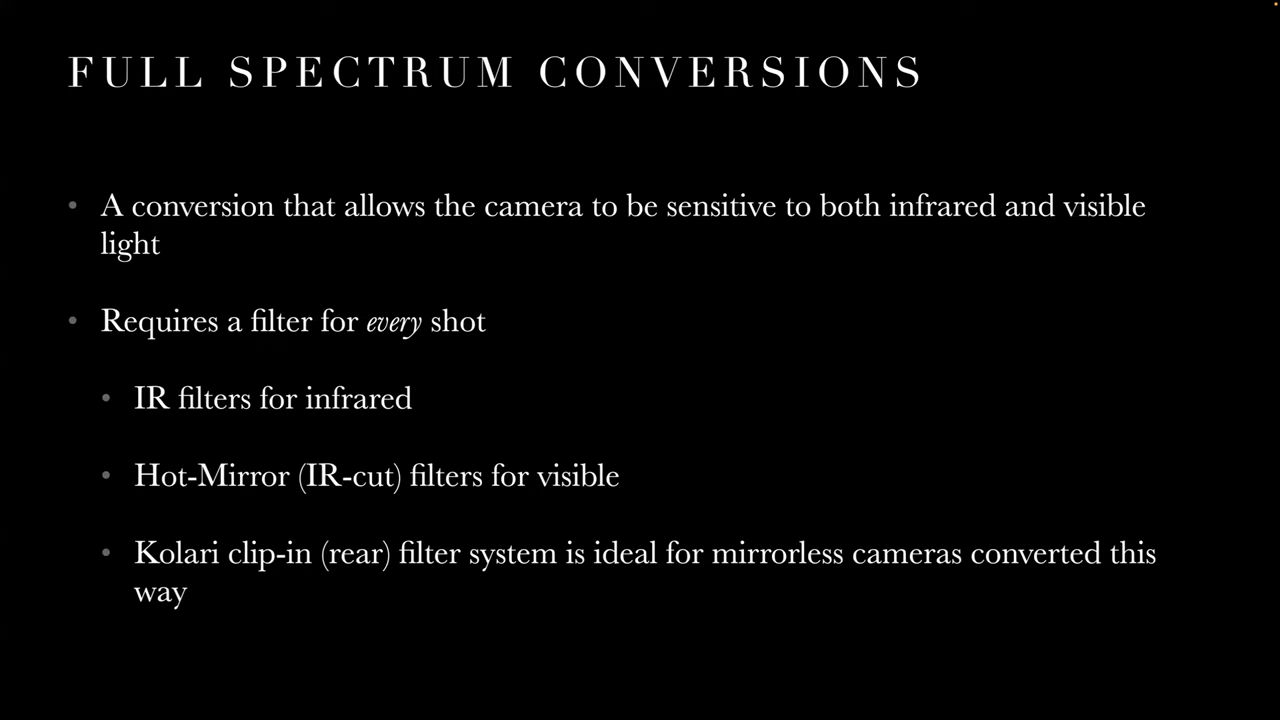 FULL SPECTRUM CONVERSIONS
• A conversion that allows the camera to be sensitive to both infrared and visible
light
• Requires a filter for every shot
• IR filters for infrared
• Hot-Mirror (IR-cut) filters for visible
• Kolari clip-in (rear) filter system is ideal for mirrorless cameras converted this
way